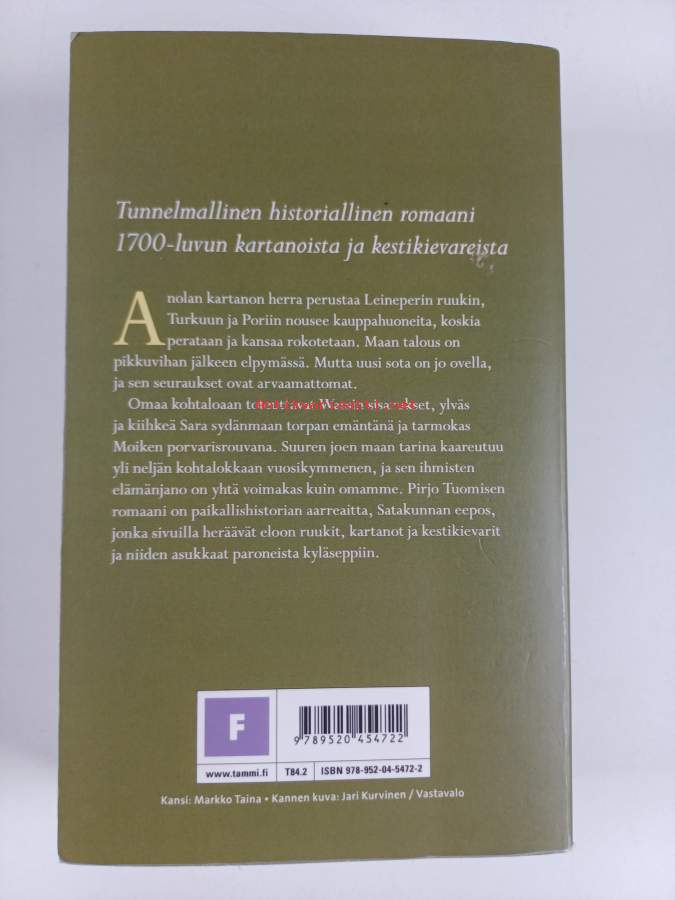 Tunnelmallinen historiallinen romaani
1700-luvun kartanoista ja kestikievareista
Anolan kartanon herra perustaa Leineperin ruukin,
Turkuun ja Poriin nousee kauppahuoneita, koskia
perataan ja kansaa rokotetaan. Maan talous on
pikkuvihan jälkeen elpymässä. Mutta uusi sota on jo ovella,
ja sen seuraukset ovat arvaamattomat.
Omaa kohtaloaan toteuttavat sisarukset, ylväs
ja kiihkeä Sara sydänmaan torpan emäntänä ja tarmokas
Moiken porvarisrouvana. Suuren joen maan tarina kaareutuu
yli neljän kohtalokkaan vuosikymmenen, ja sen ihmisten
elämänjano on yhtä voimakas kuin omamme. Pirjo Tuomisen
romaani on paikallishistorian aarreaitta, Satakunnan eepos,
jonka sivuilla heräävät eloon ruukit, kartanot ja kestikievarit
ja niiden asukkaat paroneista kyläseppiin.
F
9789520454722
www.tammi.fi T84.2 ISBN 978-952-04-5472-2
Kansi: Markko Taina • Kannen kuva: Jari Kurvinen / Vastavalo